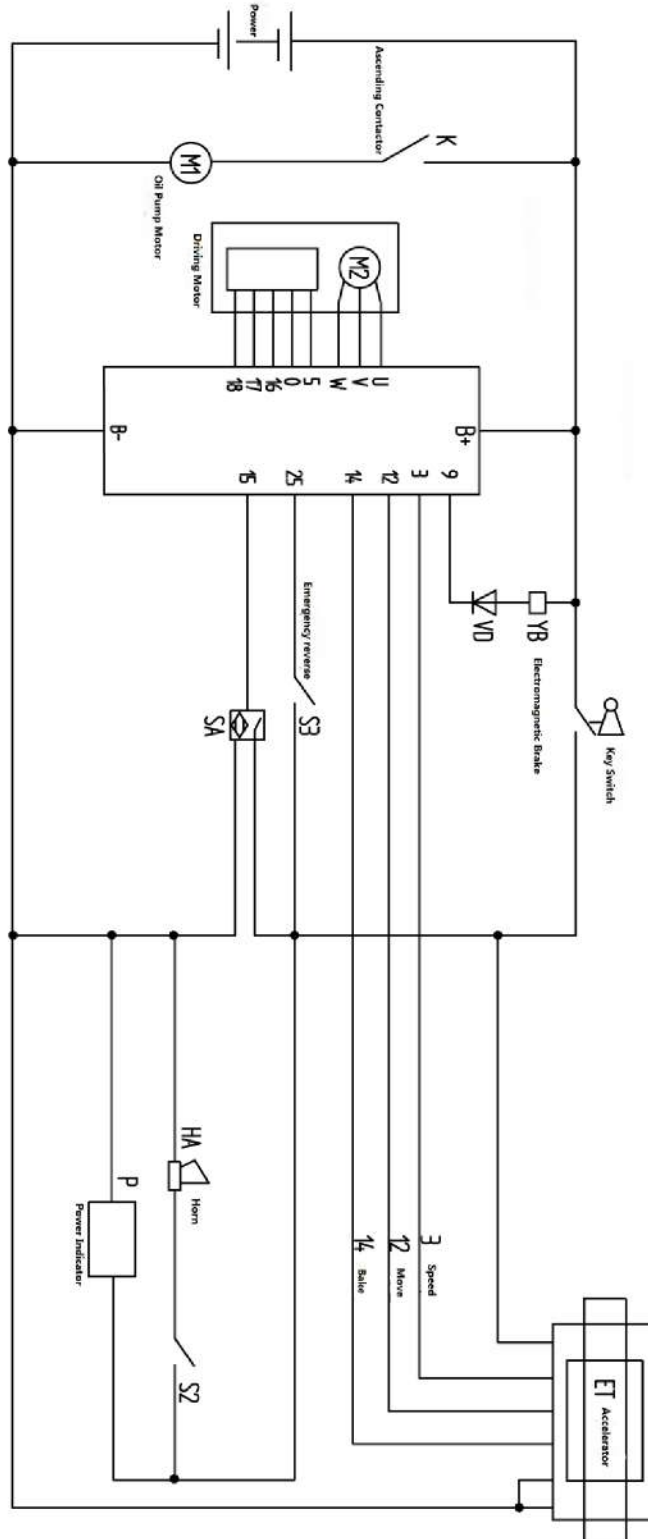 Power
Ascending Contactor
K
M1
Oil Pump Motor
Driving Motor
M2
18
17
16
0
5
W
V
U
B-
B+
15
25
14
12
3
9
VD
YB
Electromagnetic Brake
Emergency reverse
S3
SA
Key Switch
HA
Horn
P
Power Indicator
S2
3 Speed
12 Move
14 Bake
ET Accelerator